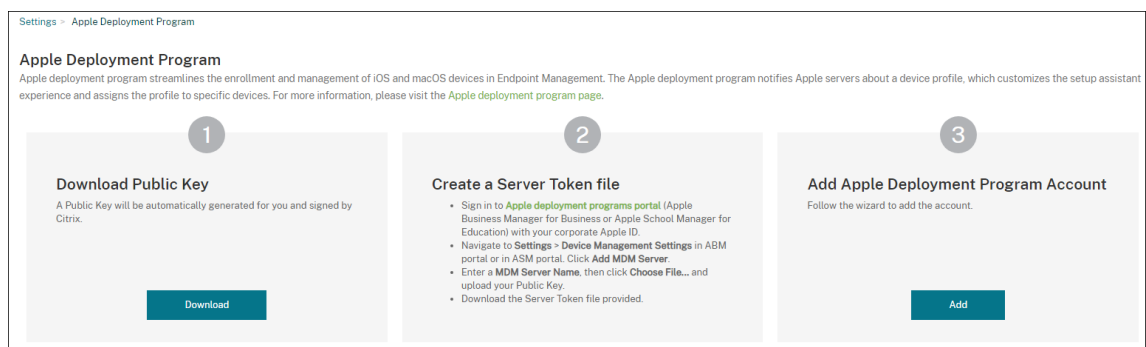 Settings > Apple Deployment Program
Apple Deployment Program
Apple deployment program streamlines the enrollment and management of iOS and macOS devices in Endpoint Management. The Apple deployment program notifies Apple servers about a device profile, which customizes the setup assistant
experience and assigns the profile to specific devices. For more information, please visit the Apple deployment program page.
1
Download Public Key
A Public Key will be automatically generated for you and signed by
Citrix.
Download
2
Create a Server Token file
• Sign in to Apple deployment programs portal (Apple
Business Manager for Business or Apple School Manager for
Education) with your corporate Apple ID.
• Navigate to Settings > Device Management Settings in ABM
portal or in ASM portal. Click Add MDM Server.
• Enter a MDM Server Name, then click Choose File... and
upload your Public Key.
• Download the Server Token file provided.
3
Add Apple Deployment Program Account
Follow the wizard to add the account.
Add